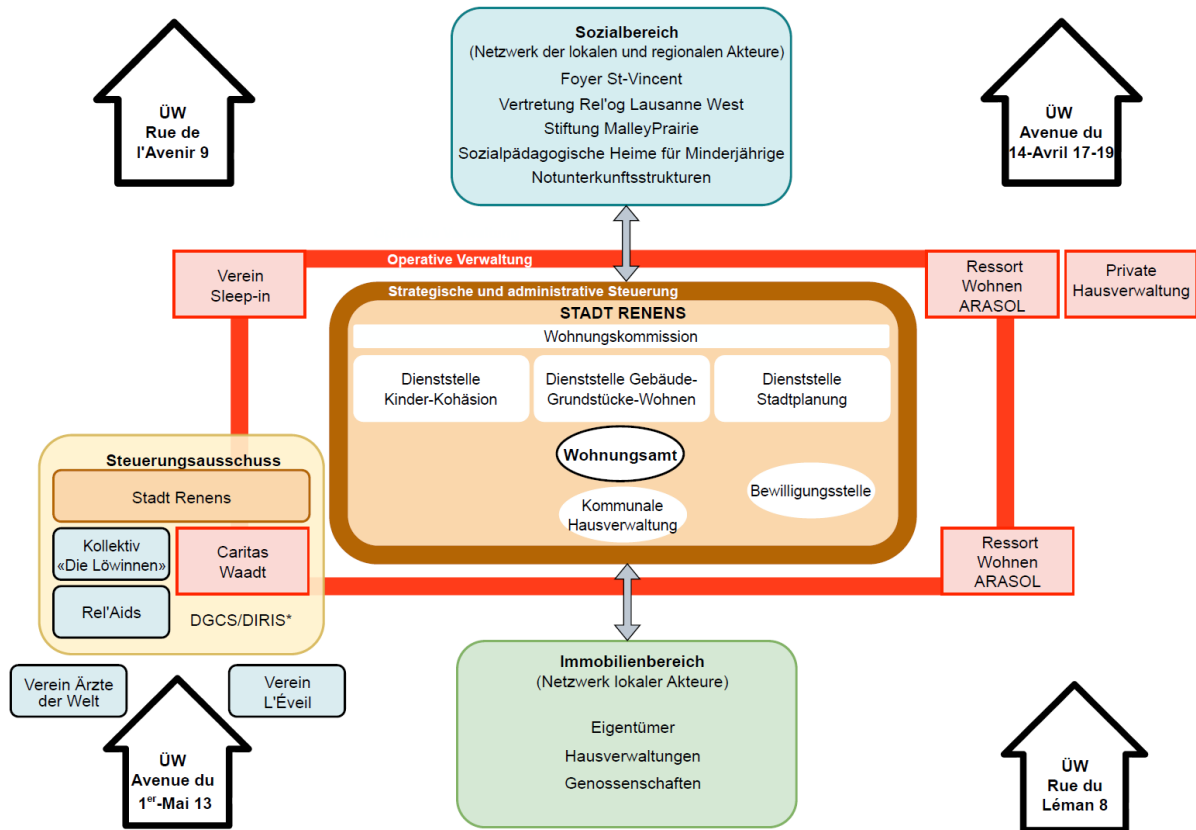 Sozialbereich
(Netzwerk der lokalen und regionalen Akteure)
Foyer St-Vincent
Vertretung Rel'og Lausanne West
Stiftung MalleyPrairie
Sozialpädagogische Heime für Minderjährige
Notunterkunftsstrukturen
ÜW
Rue de
l'Avenir 9
ÜW
Avenue du
14-Avril 17-19
Operative Verwaltung
Verein
Sleep-in
Ressort
Wohnen
ARASOL
Private
Hausverwaltung
Strategische und administrative Steuerung
STADT RENENS
Wohnungskommission
Dienststelle
Kinder-Kohäsion
Dienststelle Gebäude-
Grundstücke-Wohnen
Dienststelle
Stadtplanung
Wohnungsamt
Bewilligungsstelle
Kommunale
Hausverwaltung
Steuerungsausschuss
Stadt Renens
Kollektiv
«Die Löwinnen»
Caritas
Waadt
Rel'Aids
DGCS/DIRIS*
Ressort
Wohnen
ARASOL
Verein Ärzte
der Welt
Verein
L'Éveil
ÜW
Avenue du
1er-Mai 13
Immobilienbereich
(Netzwerk lokaler Akteure)
Eigentümer
Hausverwaltungen
Genossenschaften
ÜW
Rue du
Léman 8